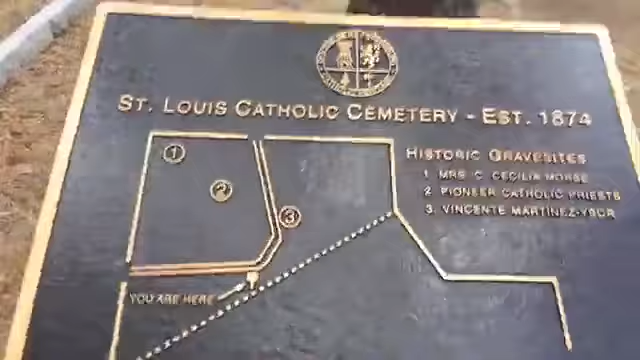 ST. LOUIS CATHOLIC CEMETERY - EST. 1874
HISTORIC GRAVESITES
1 MRS C. CECILIA MORSE
2 PIONEER CATHOLIC PRIESTS
3. VINCENTE MARTINEZ-YBOR
1
2
3
YOU ARE HERE